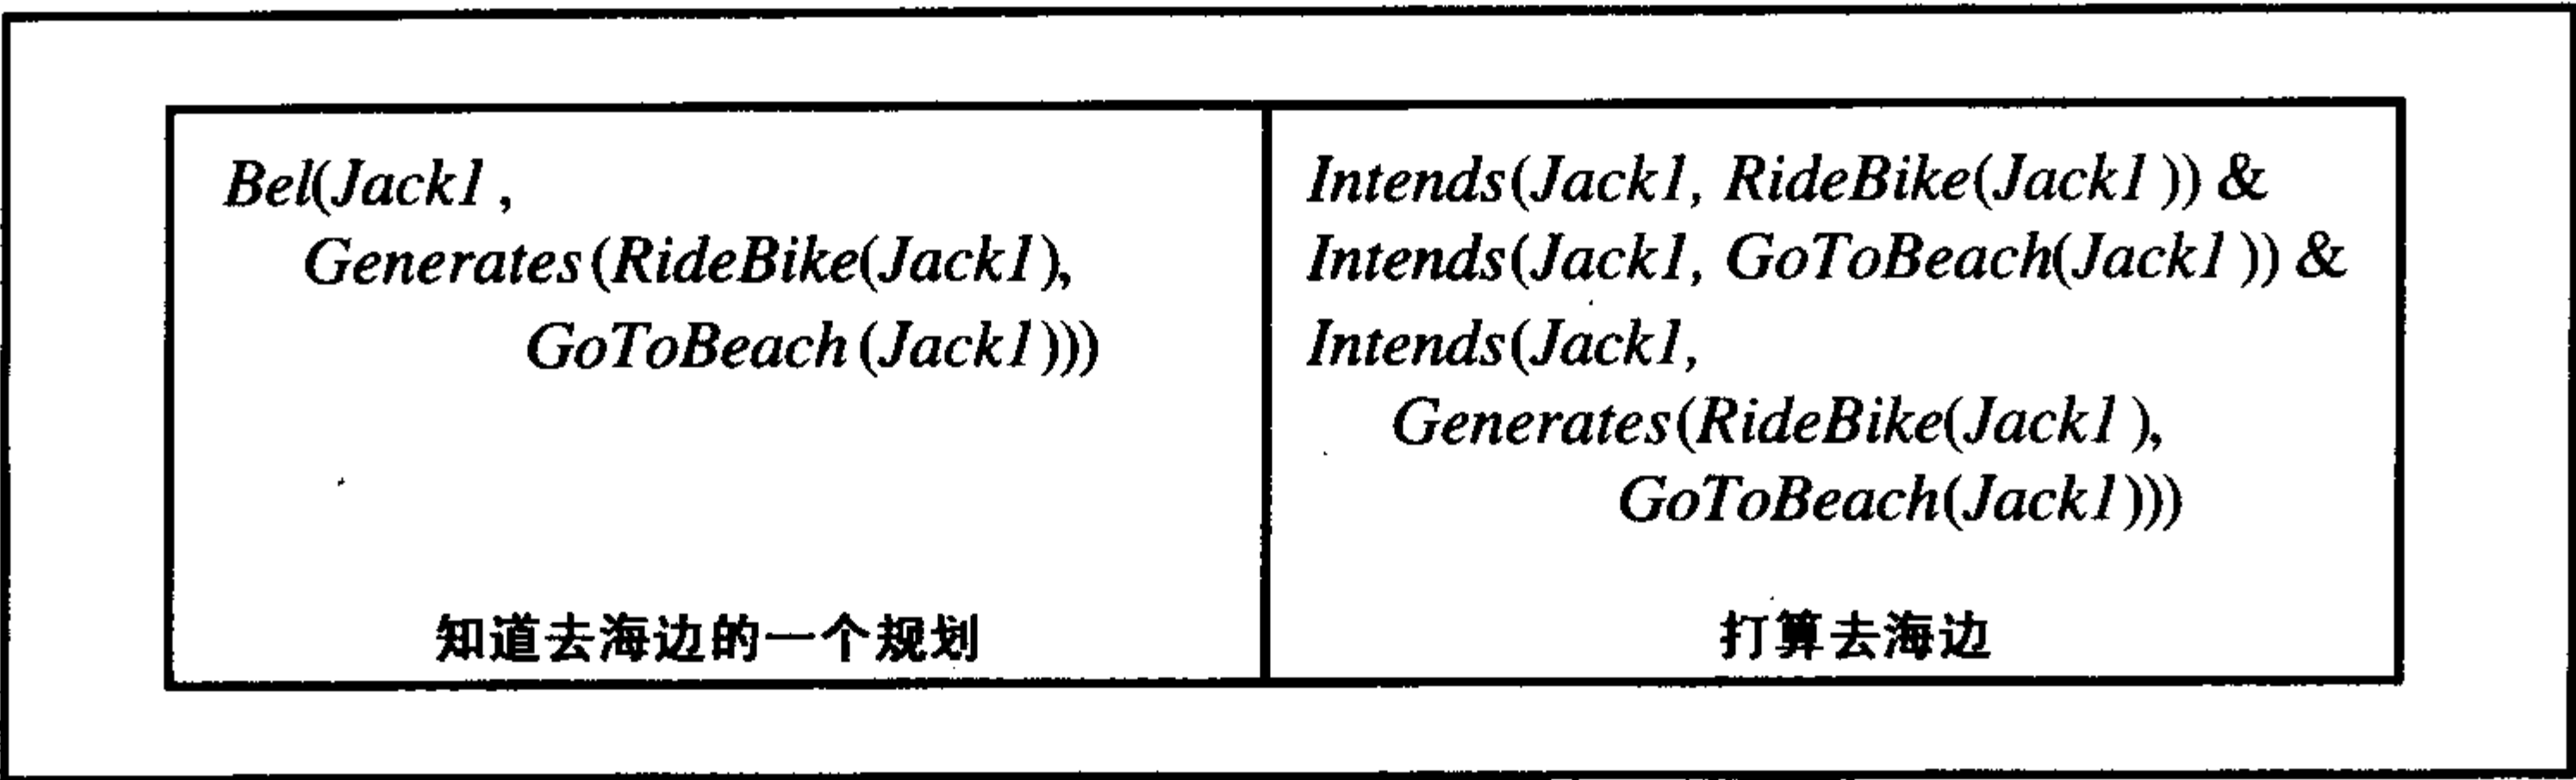 Bel(Jack1,
Generates(RideBike(Jack1),
GoToBeach(Jack1)))
知道去海边的一个规划
Intends(Jack1, RideBike(Jack1)) &
Intends(Jack1, GoToBeach(Jack1)) &
Intends(Jack1,
Generates(RideBike(Jack1),
GoToBeach(Jack1)))
打算去海边